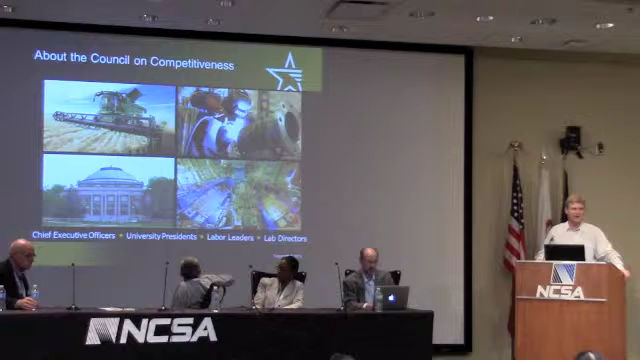 About the Council on Competitiveness
Chief Executive Officers • University Presidents • Labor Leaders • Lab Directors
NCSA
NCSA